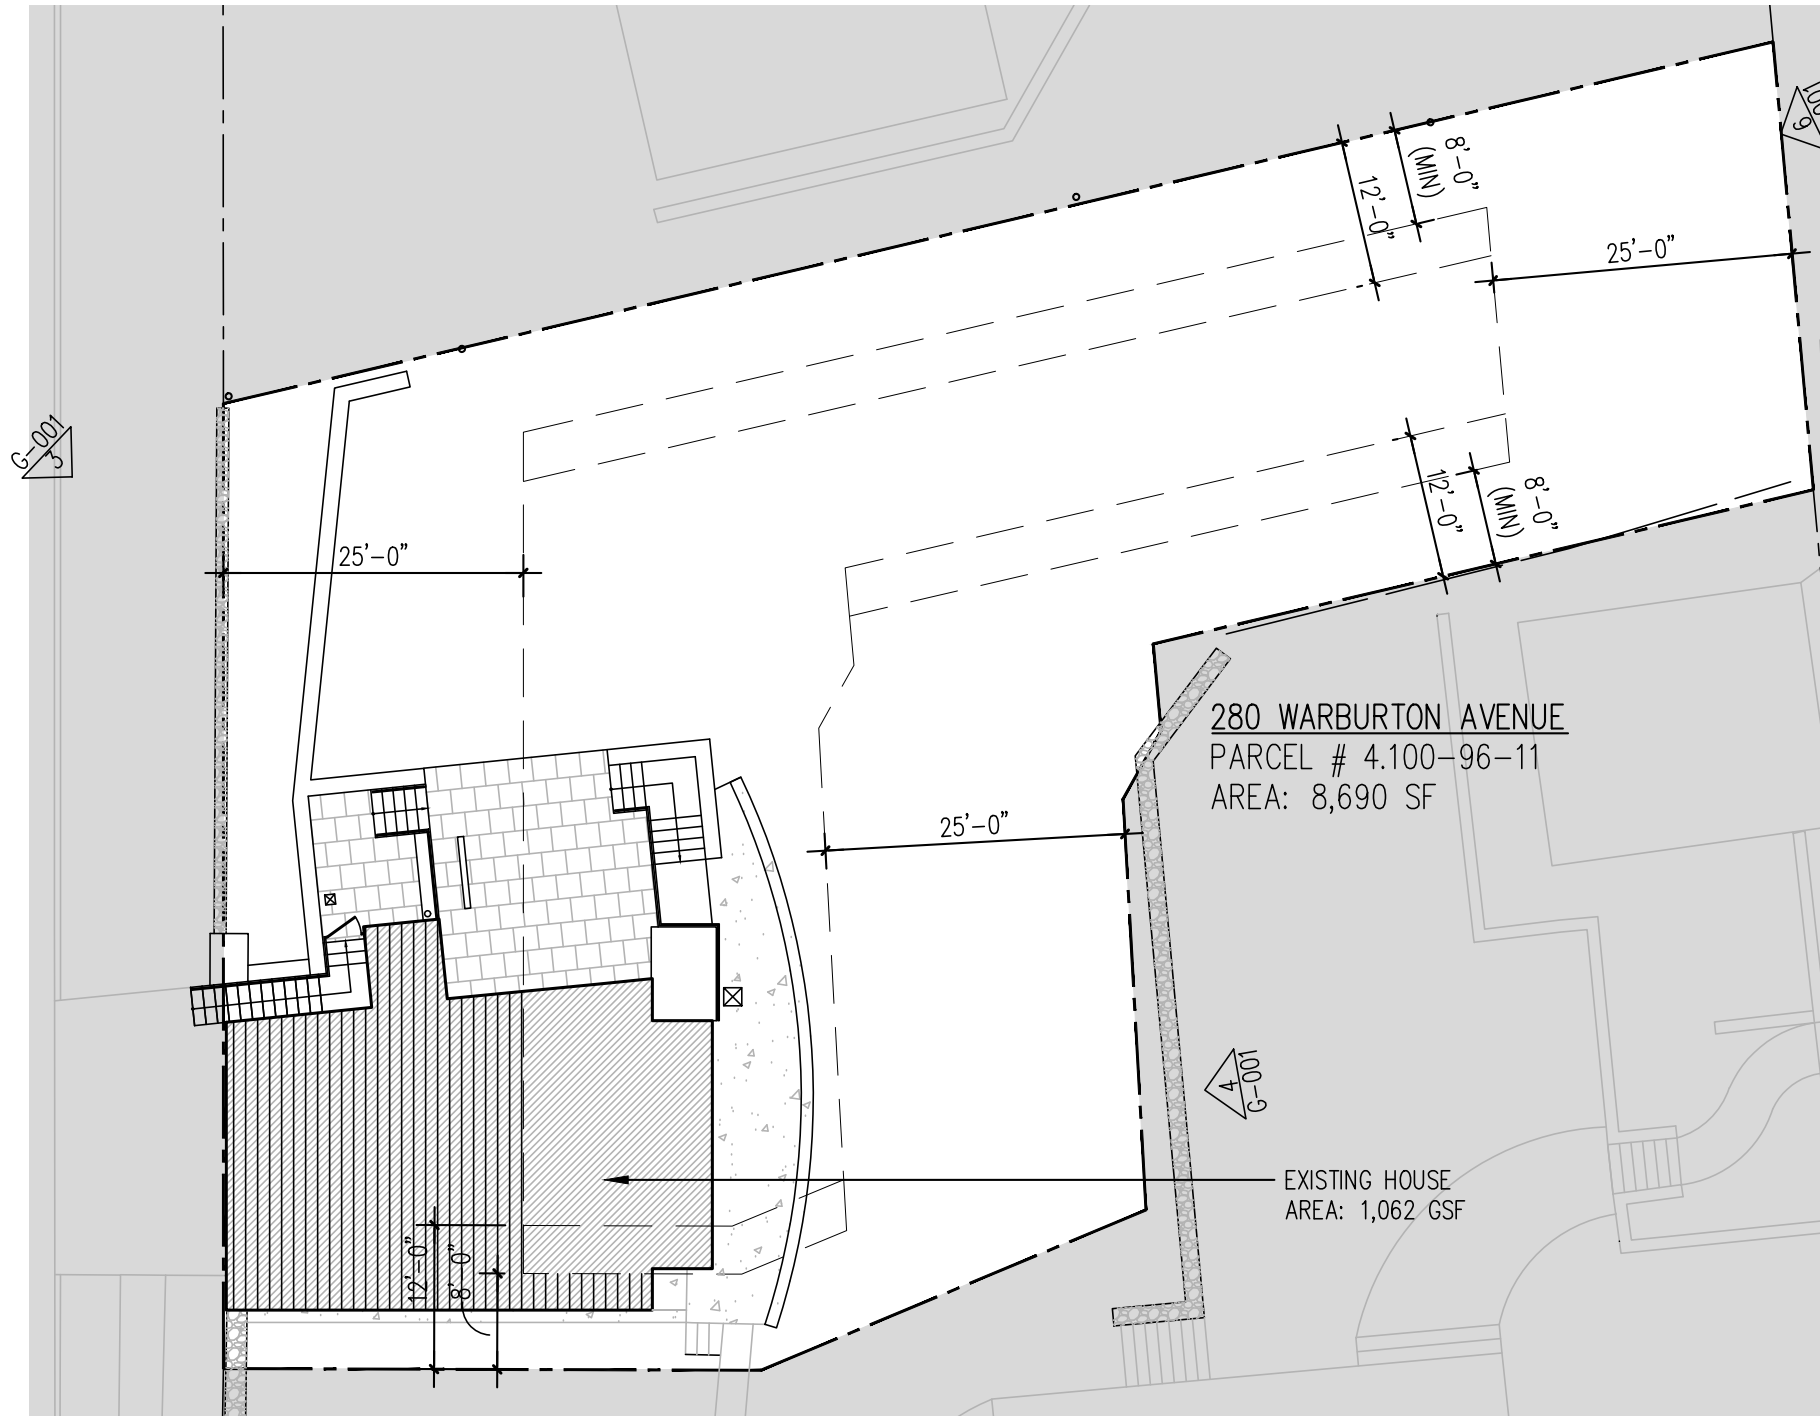 8'-0"
(MIN)
12'-0"
9
25'-0"
G-001
3
8'-0"
(MIN)
12'-0"
25'-0"
280 WARBURTON AVENUE
PARCEL # 4.100-96-11
AREA: 8,690 SF
25'-0"
4
G-001
EXISTING HOUSE
AREA: 1,062 GSF
12'-0"
8'-0"